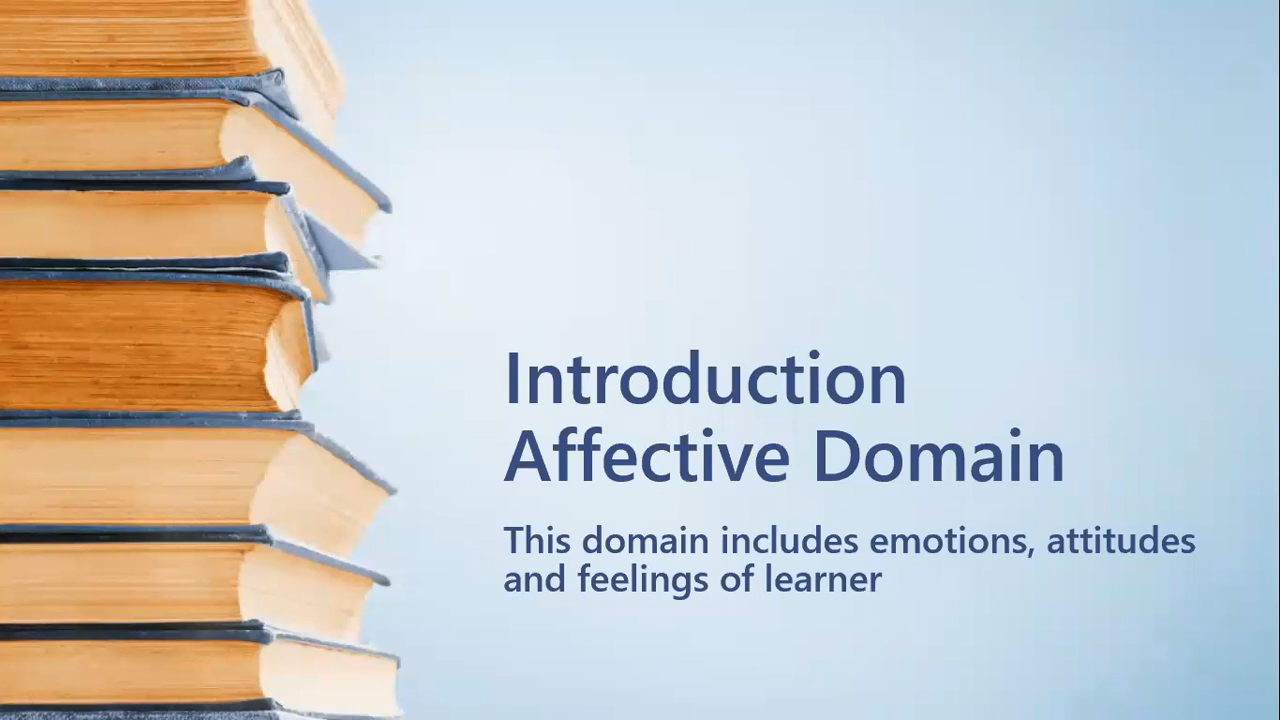 Introduction
Affective Domain
This domain includes emotions, attitudes
and feelings of learner